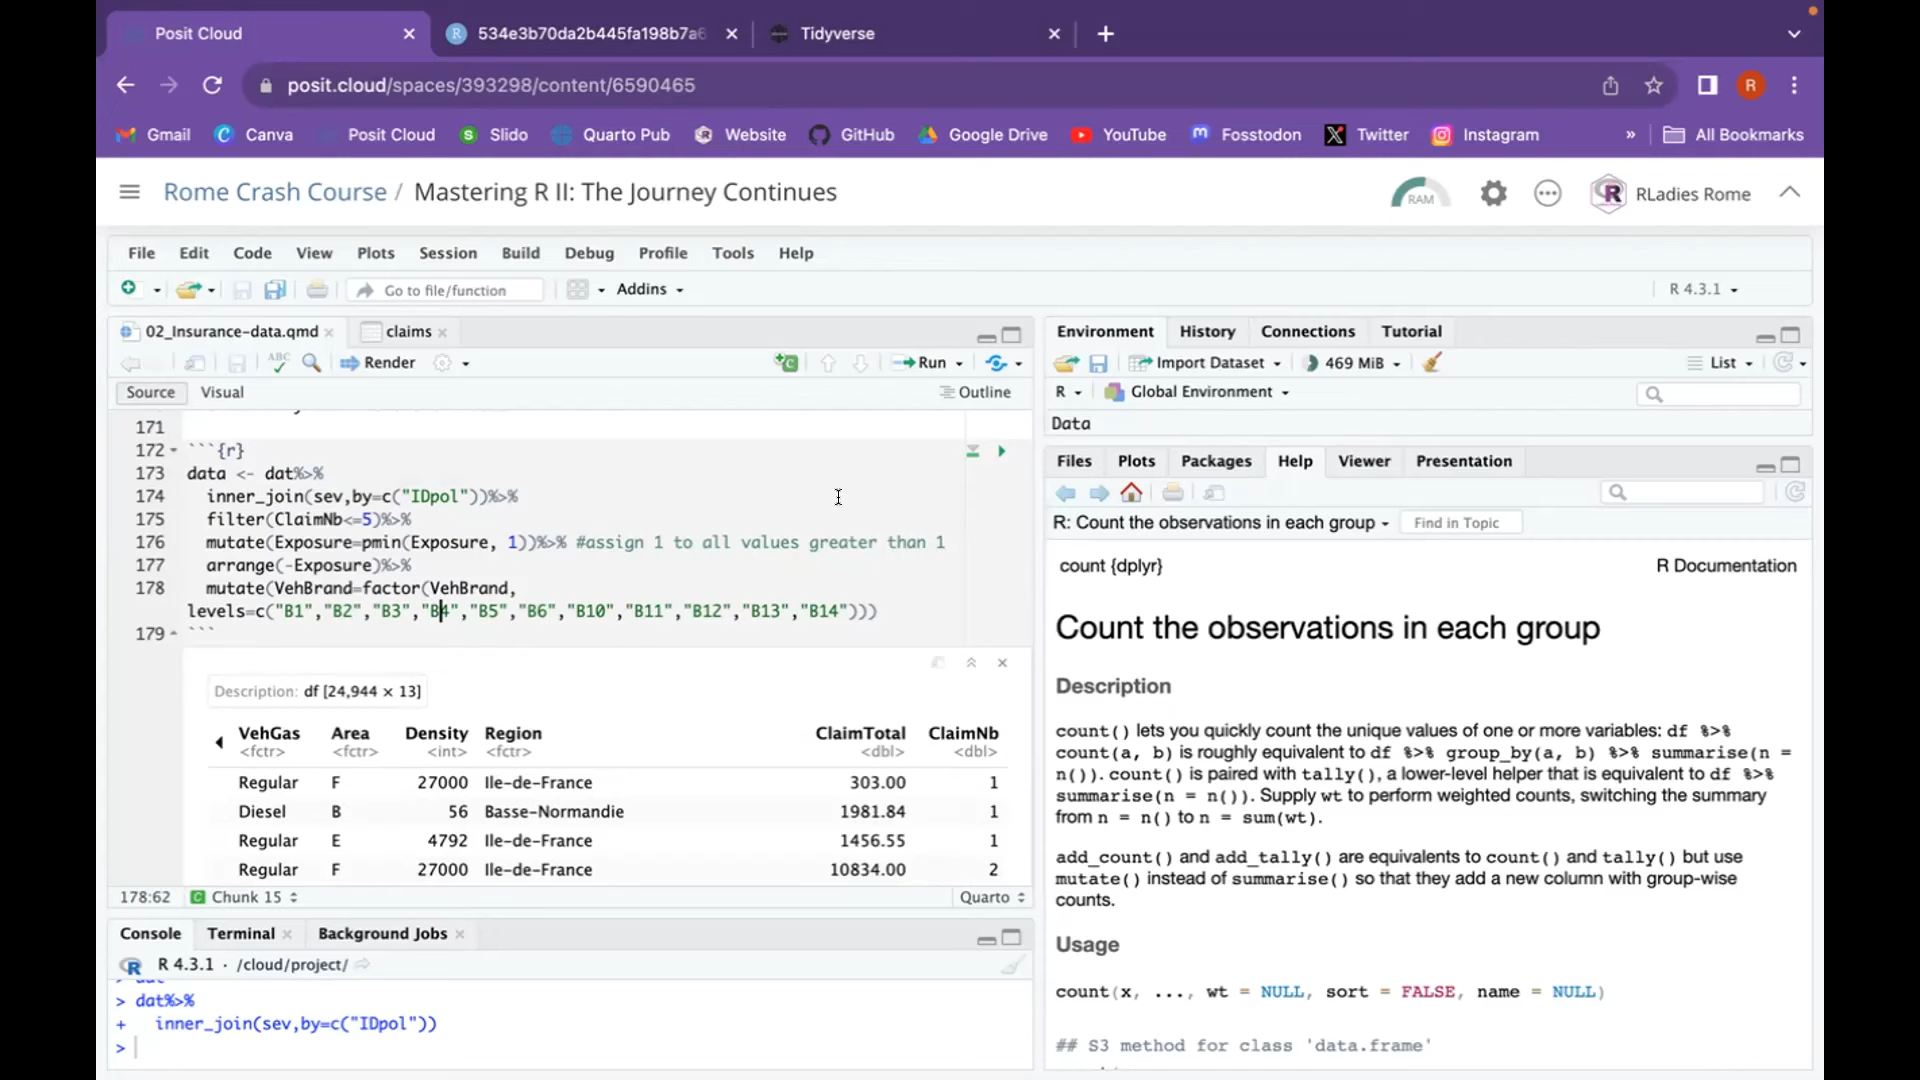 Posit Cloud
534e3b70da2b445fa198b7a6
Tidyverse
posit.cloud/spaces/393298/content/6590465
R
Gmail
Canva
Posit Cloud
Slido
Quarto Pub
Website
GitHub
Google Drive
YouTube
Fosstodon
Twitter
Instagram
»
All Bookmarks
Rome Crash Course / Mastering R II: The Journey Continues
RAM
RLadies Rome
File Edit Code View Plots Session Build Debug Profile Tools Help
Go to file/function
Addins
R 4.3.1
02_Insurance-data.qmd
claims
ABC
Render
Run
Source
Visual
Outline
171
172 ```{r}
173 data <- dat%>%
174 inner_join(sev,by=c("IDpol"))%>%
175 filter(ClaimNb<=5)%>%
176 mutate(Exposure=pmin(Exposure, 1))%>% #assign 1 to all values greater than 1
177 arrange(-Exposure)%>%
178 mutate(VehBrand=factor(VehBrand,
levels=c("B1","B2","B3","B4","B5","B6","B10","B11","B12","B13","B14")))
179 ```
Description: df [24,944 × 13]
VehGas Area Density Region ClaimTotal ClaimNb
<fctr> <fctr> <int> <fctr> <dbl> <dbl>
Regular F 27000 Ile-de-France 303.00 1
Diesel B 56 Basse-Normandie 1981.84 1
Regular E 4792 Ile-de-France 1456.55 1
Regular F 27000 Ile-de-France 10834.00 2
178:62
Chunk 15
Quarto
Console
Terminal
Background Jobs
R 4.3.1 · /cloud/project/
> dat%>%
+ inner_join(sev,by=c("IDpol"))
>
Environment History Connections Tutorial
Import Dataset
469 MiB
List
R
Global Environment
Data
Files Plots Packages Help Viewer Presentation
R: Count the observations in each group
Find in Topic
count {dplyr}
R Documentation
Count the observations in each group
Description
count() lets you quickly count the unique values of one or more variables: df %>%
count(a, b) is roughly equivalent to df %>% group_by(a, b) %>% summarise(n =
n()). count() is paired with tally(), a lower-level helper that is equivalent to df %>%
summarise(n = n()). Supply wt to perform weighted counts, switching the summary
from n = n() to n = sum(wt).
add_count() and add_tally() are equivalents to count() and tally() but use
mutate() instead of summarise() so that they add a new column with group-wise
counts.
Usage
count(x, ..., wt = NULL, sort = FALSE, name = NULL)
## S3 method for class 'data.frame'